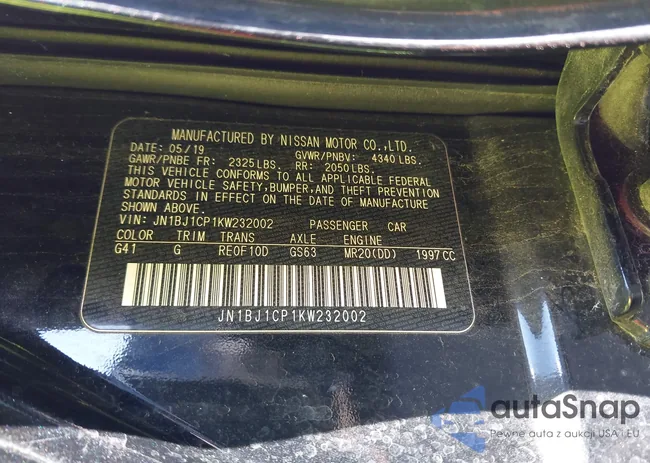 MANUFACTURED BY NISSAN MOTOR CO.,LTD.
DATE: 05/19 GVWR/PNBV: 4340 LBS.
GAWR/PNBE FR: 2325 LBS. RR: 2050 LBS.
THIS VEHICLE CONFORMS TO ALL APPLICABLE FEDERAL
MOTOR VEHICLE SAFETY, BUMPER, AND THEFT PREVENTION
STANDARDS IN EFFECT ON THE DATE OF MANUFACTURE
SHOWN ABOVE.
VIN: JN1BJ1CP1KW232002 PASSENGER CAR
COLOR TRIM TRANS AXLE ENGINE
G41 G RE0F10D GS63 MR20(DD) 1997 CC
JN1BJ1CP1KW232002
autaSnap
Pewne auta z aukcji USA i EU